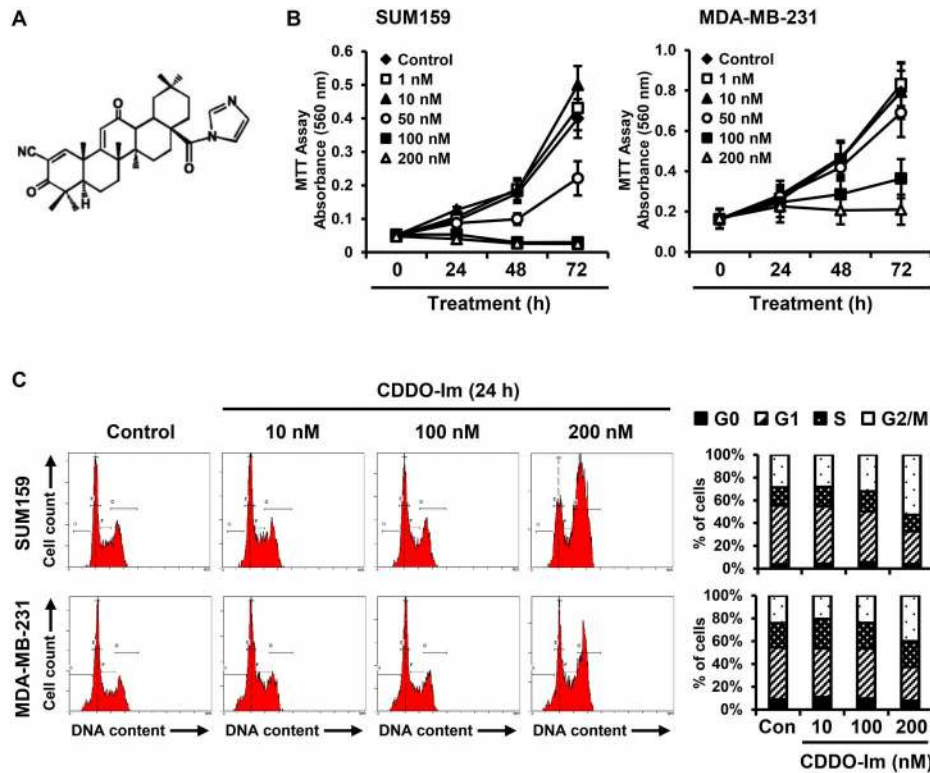 A
O
N
NC
O
N
O
H
B
SUM159
MTT Assay
Absorbance (560 nm)
0.6
0.5
0.4
0.3
0.2
0.1
0
Control
1 nM
10 nM
50 nM
100 nM
200 nM
0 24 48 72
Treatment (h)
MDA-MB-231
MTT Assay
Absorbance (560 nm)
1.0
0.8
0.6
0.4
0.2
0.0
Control
1 nM
10 nM
50 nM
100 nM
200 nM
0 24 48 72
Treatment (h)
C
CDDO-Im (24 h)
Control 10 nM 100 nM 200 nM
SUM159
Cell count
MDA-MB-231
Cell count
DNA content DNA content DNA content DNA content
G0 G1 S G2/M
% of cells
100%
80%
60%
40%
20%
0%
% of cells
100%
80%
60%
40%
20%
0%
Con 10 100 200
CDDO-Im (nM)